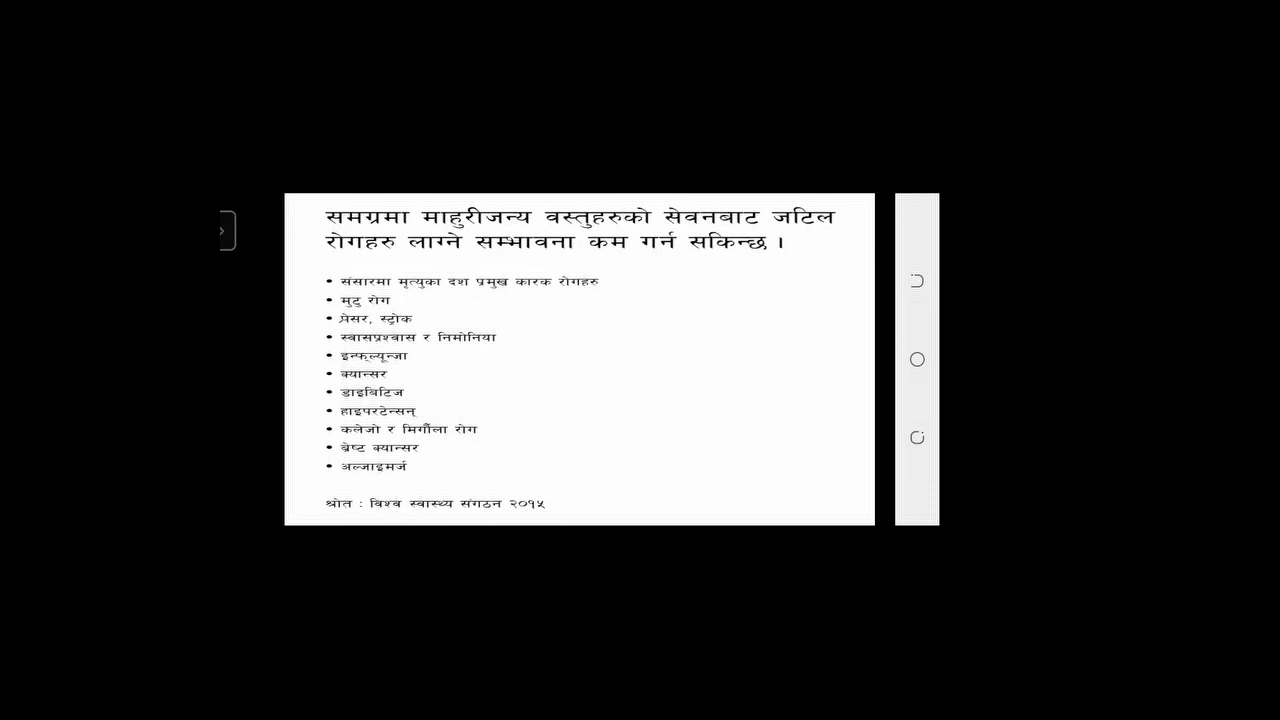 समग्रमा माहुरीजन्य वस्तुहरुको सेवनबाट जटिल
रोगहरु लाग्ने सम्भावना कम गर्न सकिन्छ ।
• संसारमा मृत्युका दश प्रमुख कारक रोगहरु
• मुटु रोग
• प्रेसर, स्ट्रोक
• स्वासप्रश्वास र निमोनिया
• इन्फ्ल्यून्जा
• क्यान्सर
• डाइबिटिज
• हाइपरटेन्सन्
• कलेजो र मिर्गौला रोग
• ब्रेष्ट क्यान्सर
• अल्जाइमर्ज
श्रोत : विश्व स्वास्थ्य संगठन २०१५